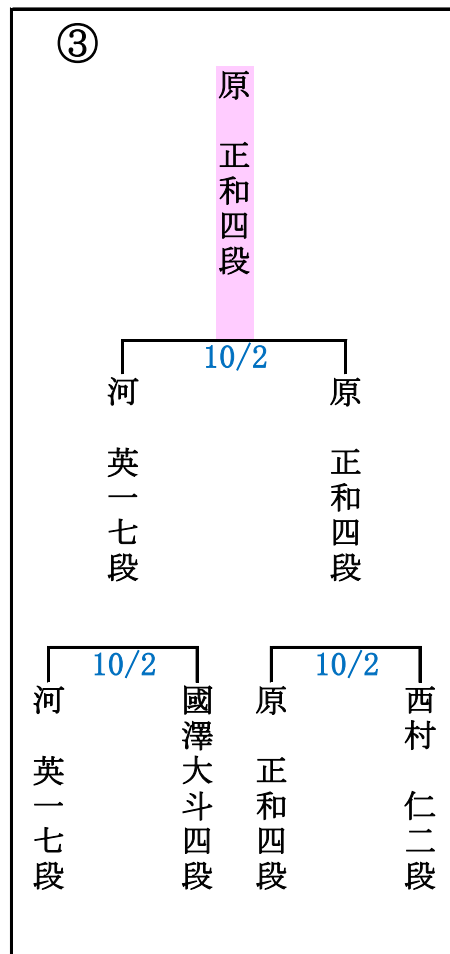 ③
原 正和四段
10/2
河 英一七段
原 正和四段
10/2
10/2
河 英一七段
國澤大斗四段
原 正和四段
西村 仁二段